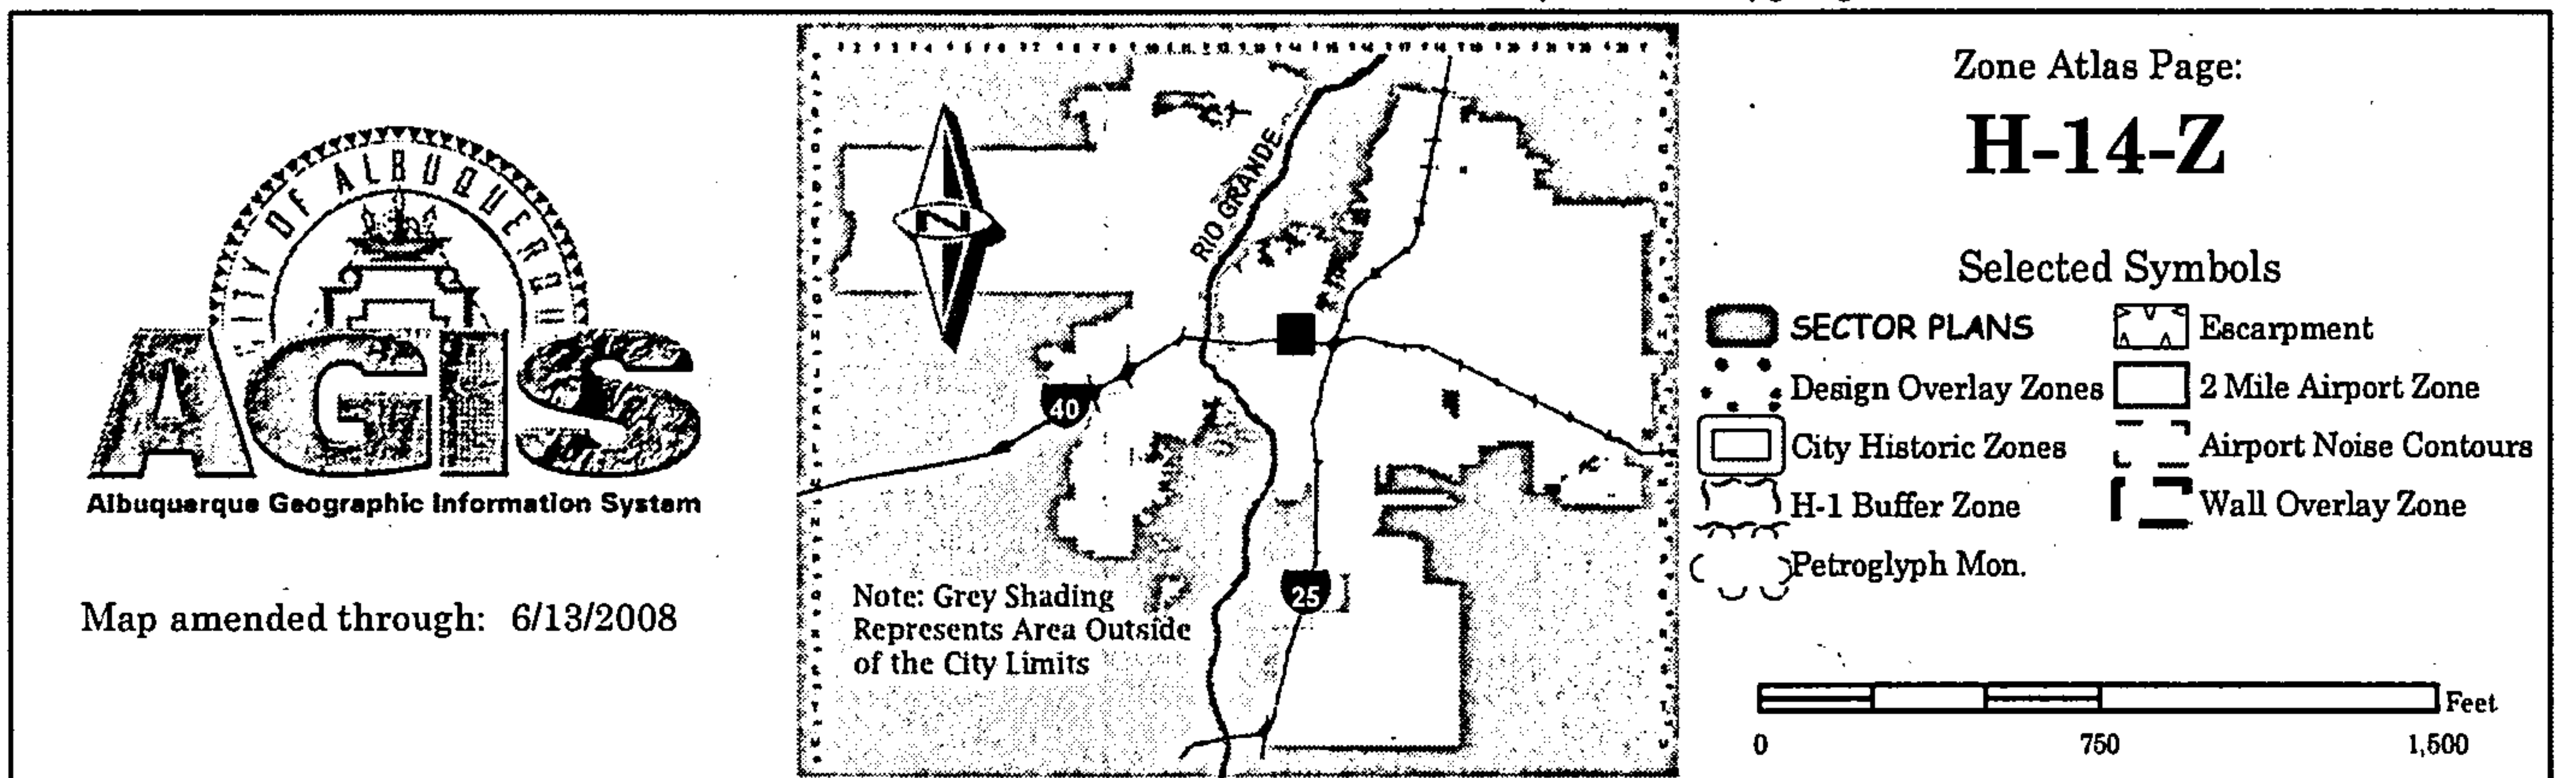 CITY OF ALBUQUERQUE
AGIS
Albuquerque Geographic Information System
Map amended through: 6/13/2008
N
RIO GRANDE
40
25
Note: Grey Shading
Represents Area Outside
of the City Limits
Zone Atlas Page:
H-14-Z
Selected Symbols
SECTOR PLANS
Escarpment
Design Overlay Zones
2 Mile Airport Zone
City Historic Zones
Airport Noise Contours
H-1 Buffer Zone
Wall Overlay Zone
Petroglyph Mon.
Feet
0 750 1,500